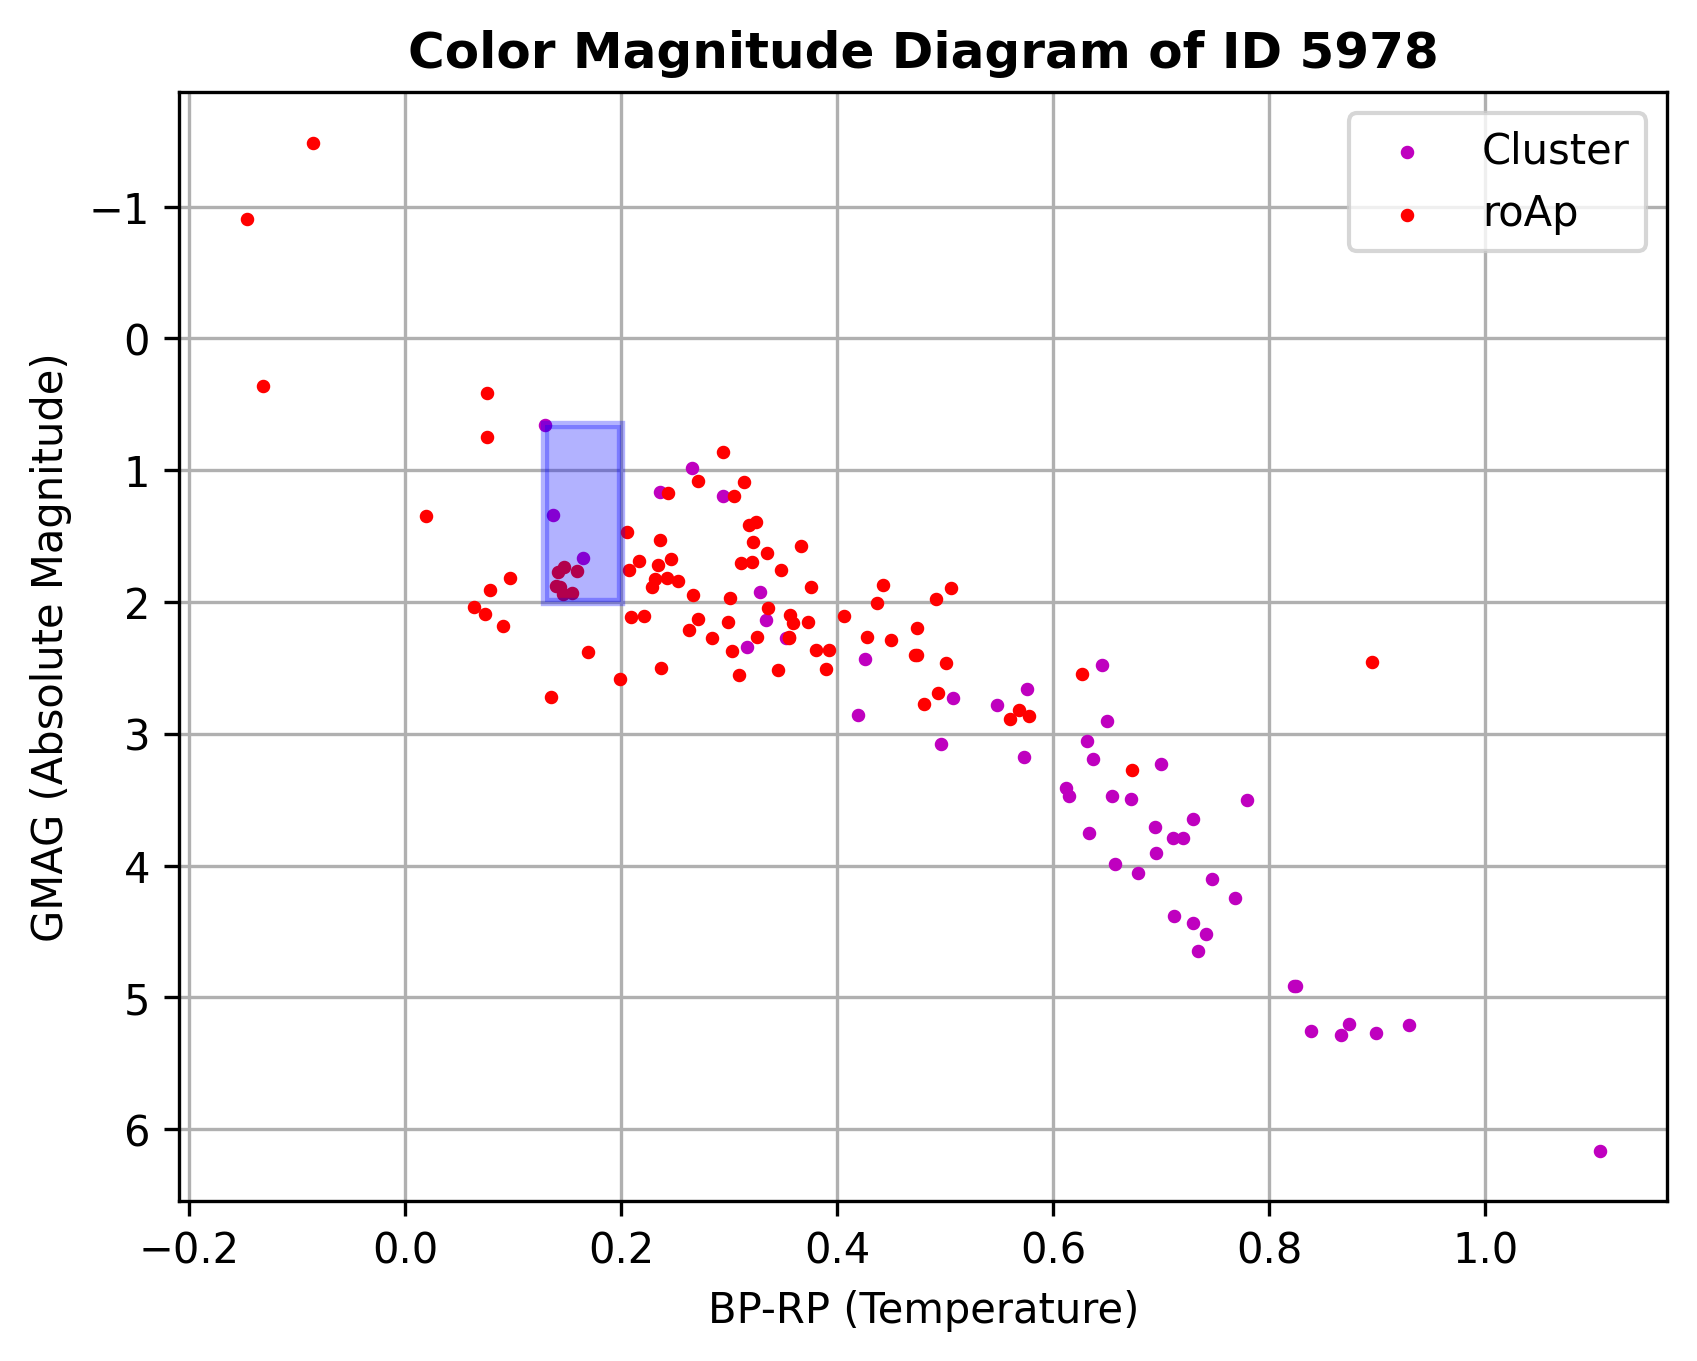 Color Magnitude Diagram of ID 5978
Cluster
roAp
GMAG (Absolute Magnitude)
−1
0
1
2
3
4
5
6
−0.2 0.0 0.2 0.4 0.6 0.8 1.0
BP-RP (Temperature)